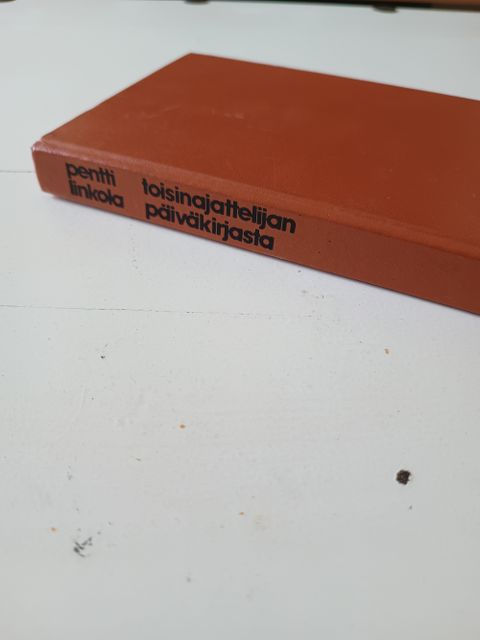 pentti
linkola
toisinajattelijan
päiväkirjasta